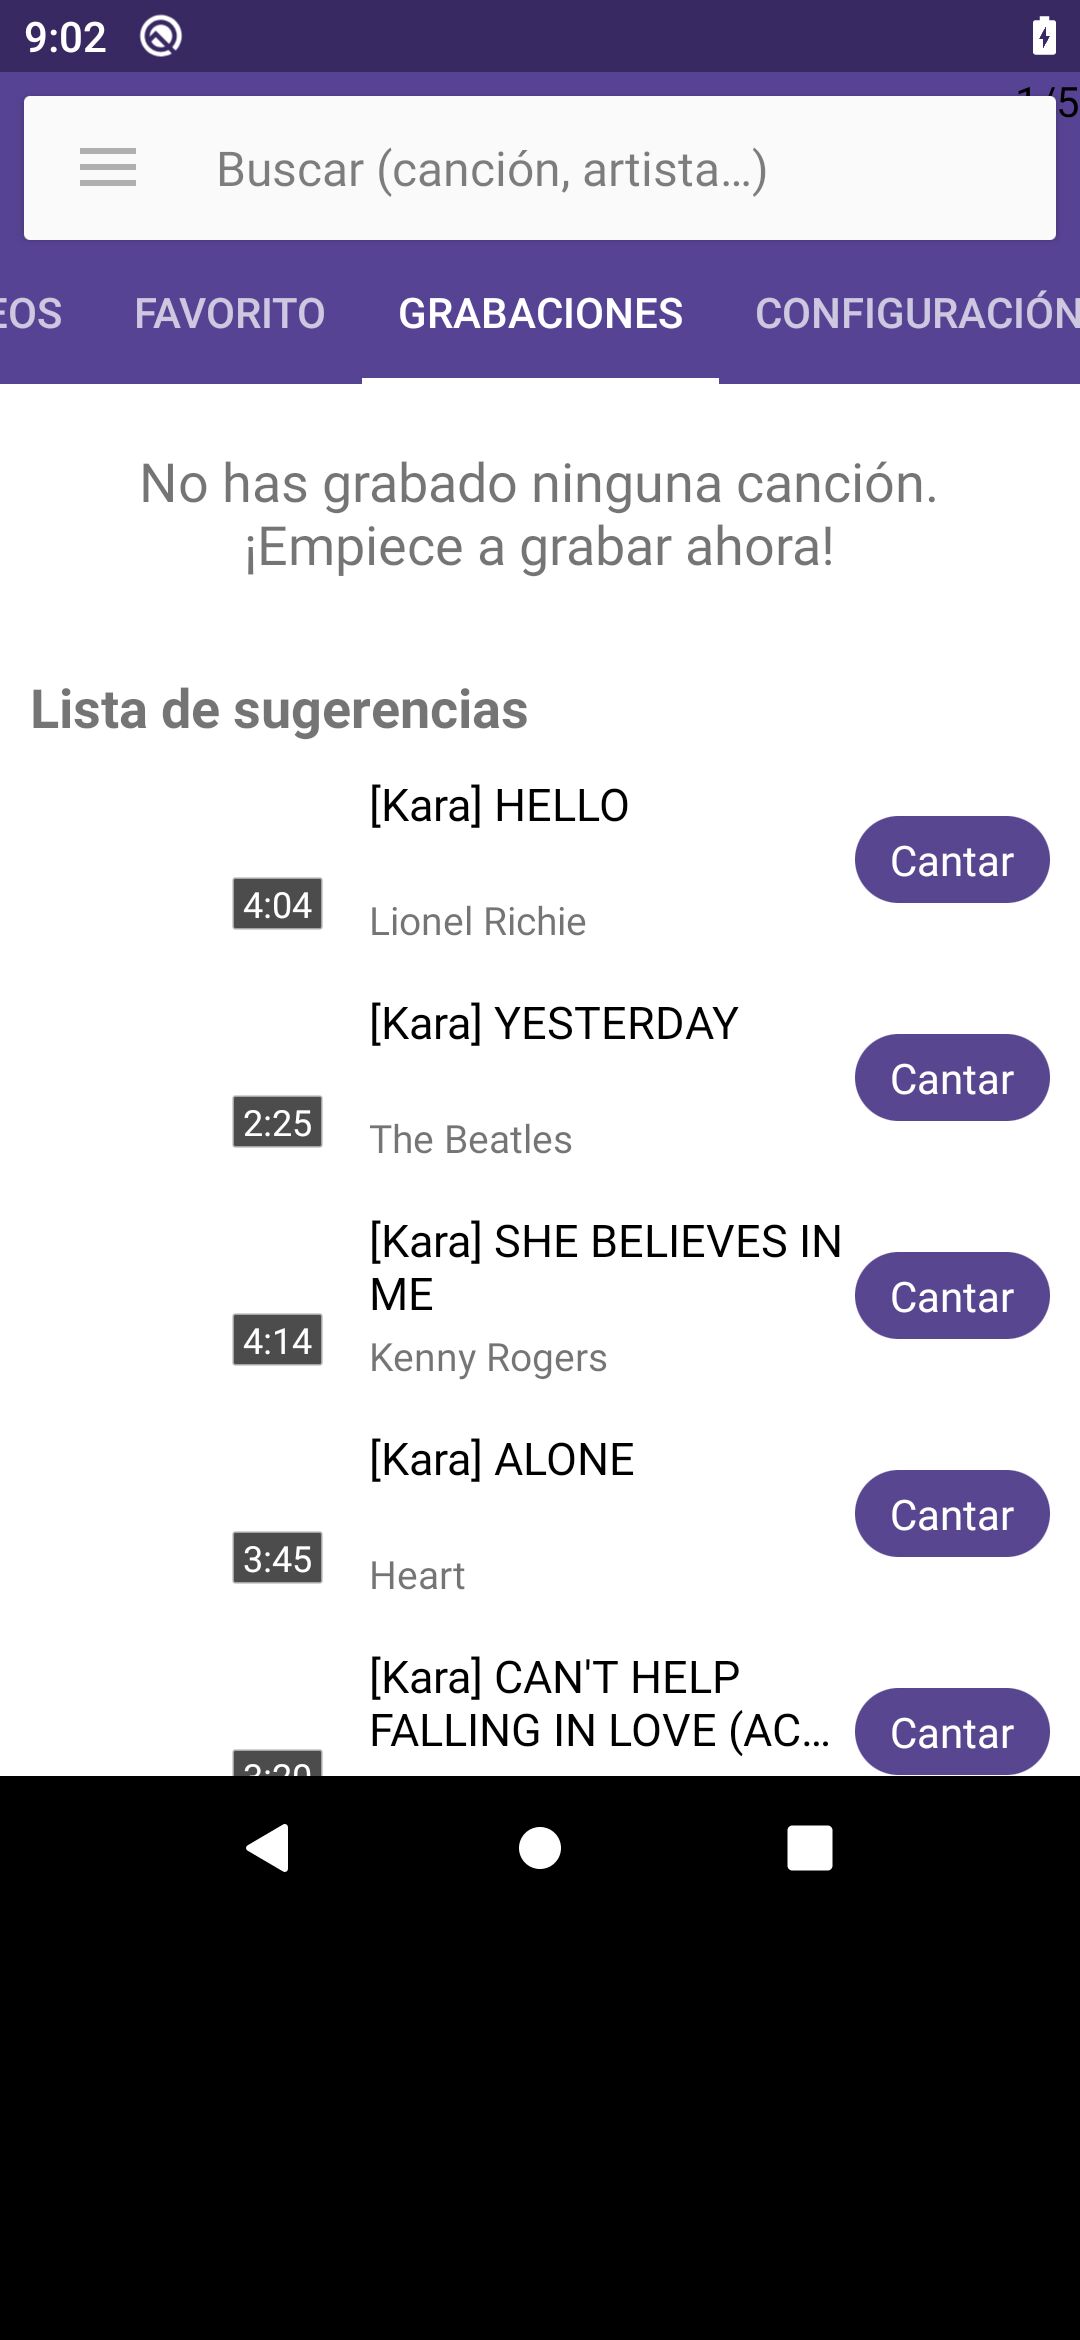 9:02
1/5
Buscar (canción, artista...)
EOS FAVORITO GRABACIONES CONFIGURACIÓN
No has grabado ninguna canción.
¡Empiece a grabar ahora!
Lista de sugerencias
[Kara] HELLO
Cantar
4:04
Lionel Richie
[Kara] YESTERDAY
Cantar
2:25
The Beatles
[Kara] SHE BELIEVES IN
ME
Cantar
4:14
Kenny Rogers
[Kara] ALONE
Cantar
3:45
Heart
[Kara] CAN'T HELP
FALLING IN LOVE (AC...
Cantar